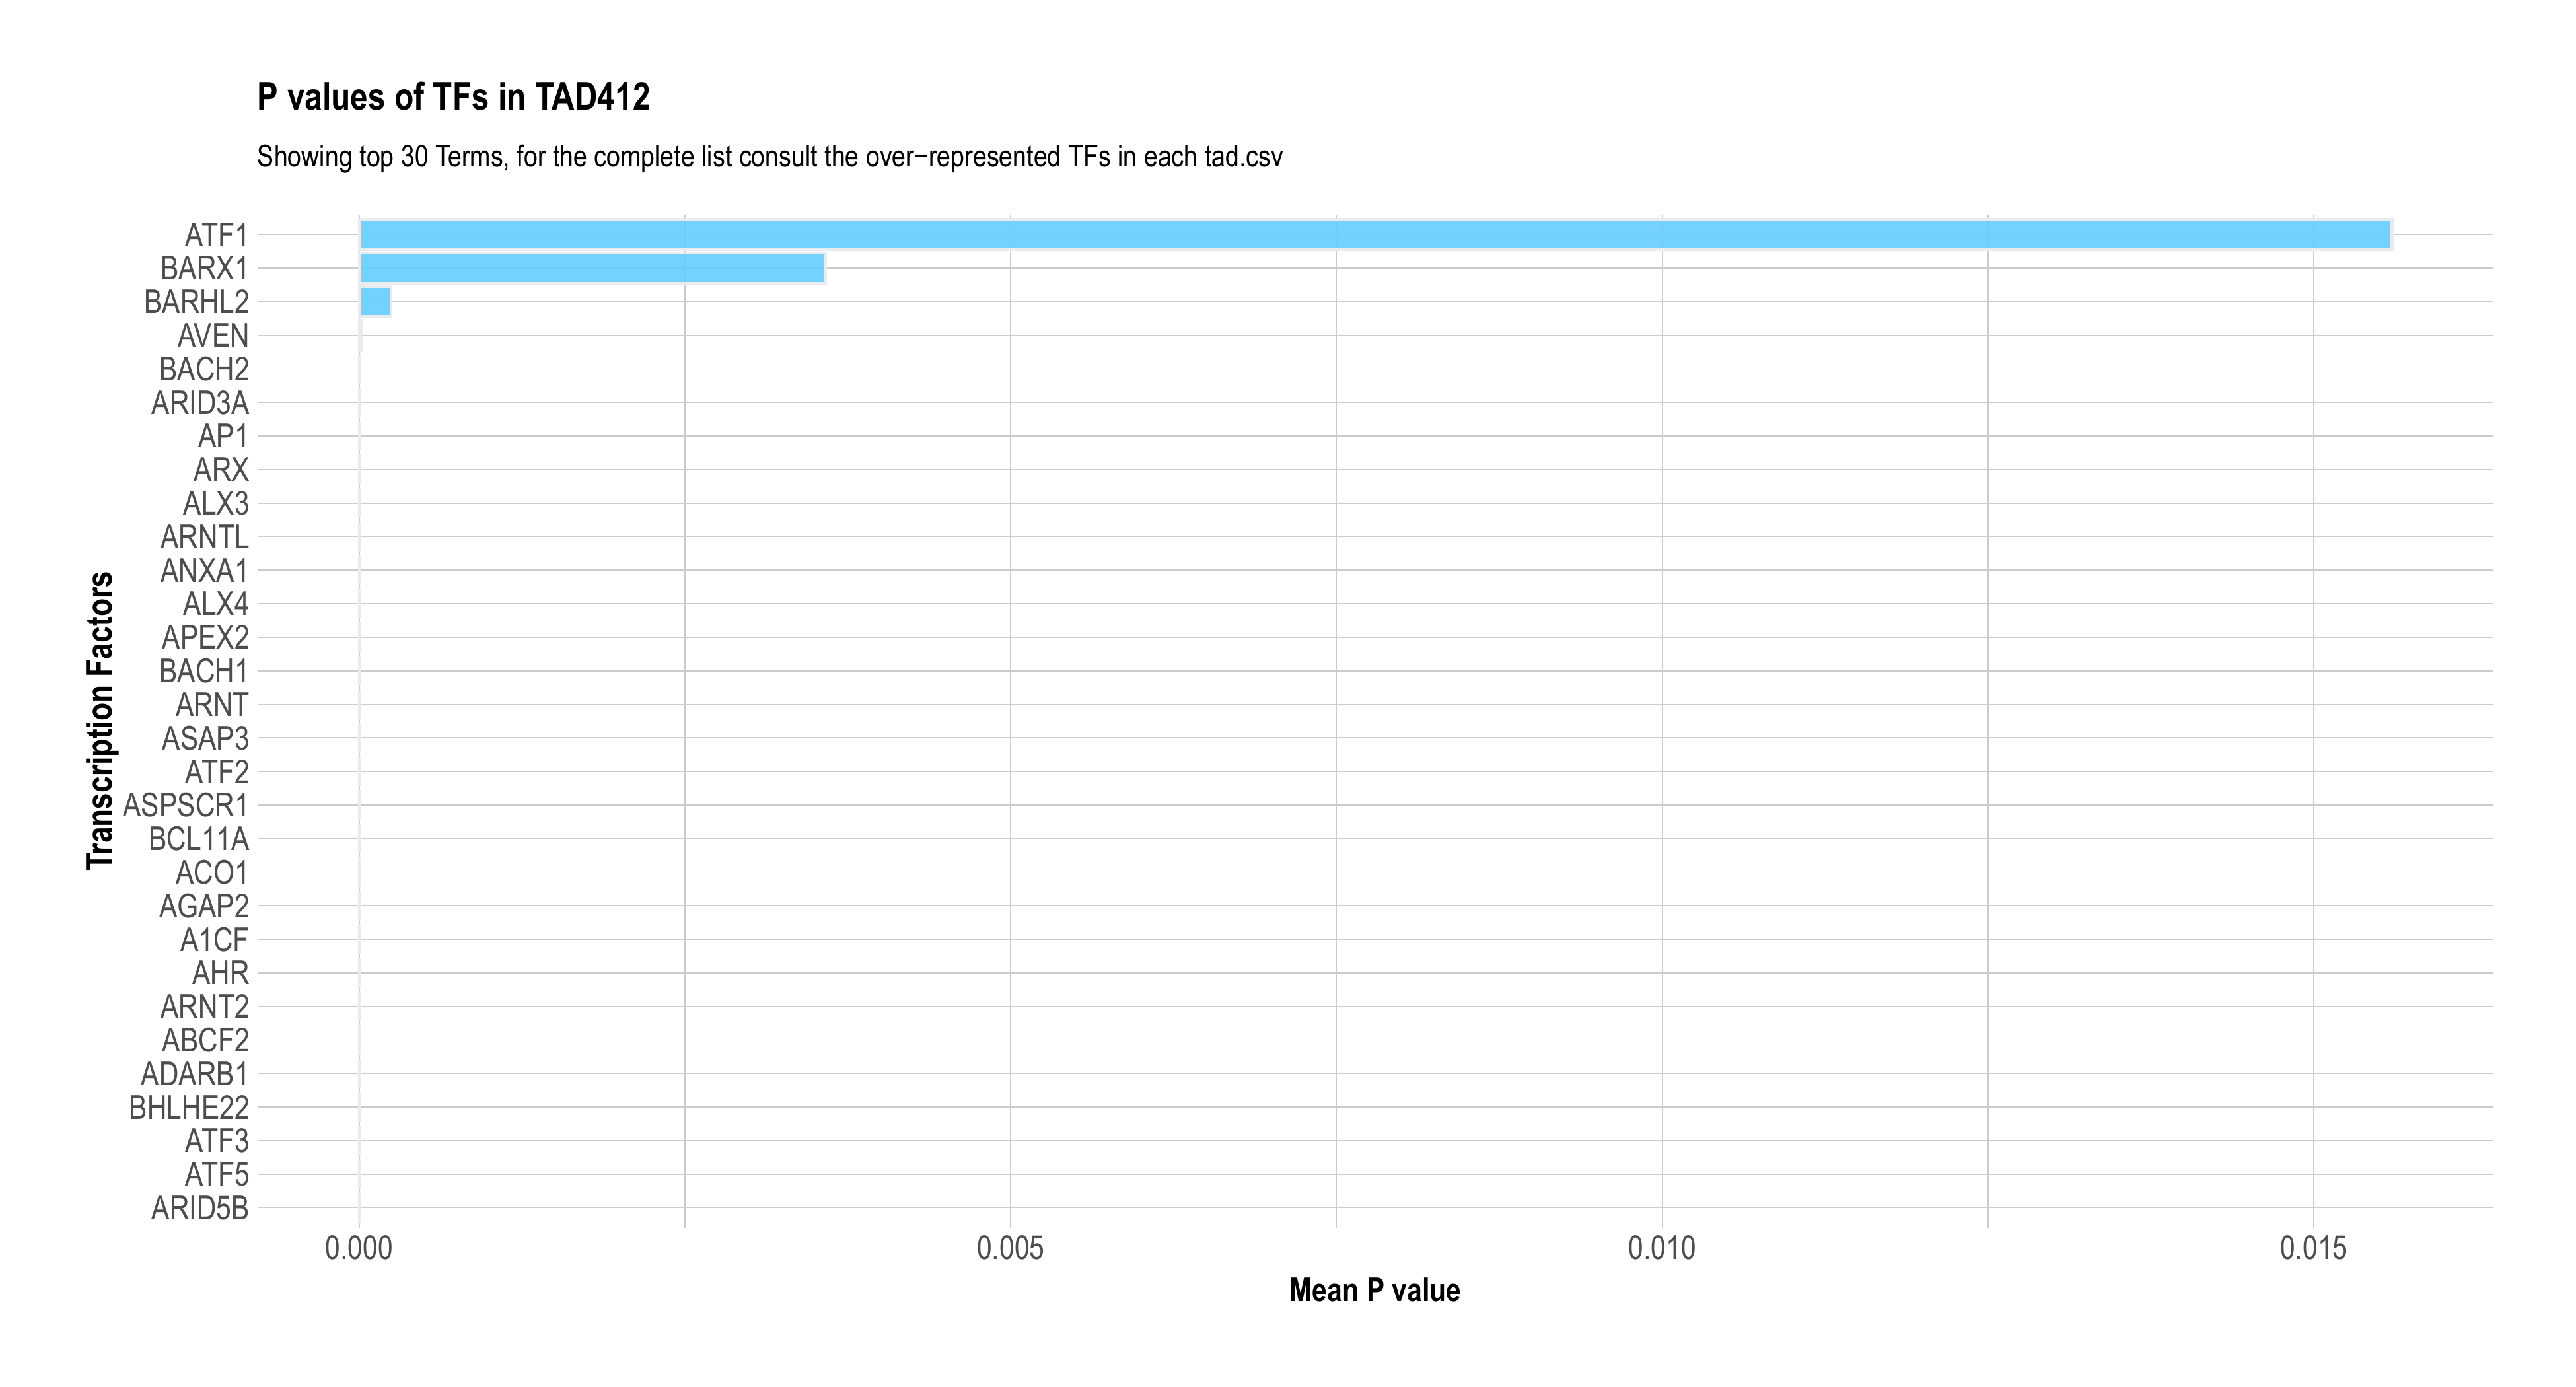 P values of TFs in TAD412
Showing top 30 Terms, for the complete list consult the over−represented TFs in each tad.csv
Transcription Factors
ATF1
BARX1
BARHL2
AVEN
BACH2
ARID3A
AP1
ARX
ALX3
ARNTL
ANXA1
ALX4
APEX2
BACH1
ARNT
ASAP3
ATF2
ASPSCR1
BCL11A
ACO1
AGAP2
A1CF
AHR
ARNT2
ABCF2
ADARB1
BHLHE22
ATF3
ATF5
ARID5B
0.000 0.005 0.010 0.015
Mean P value